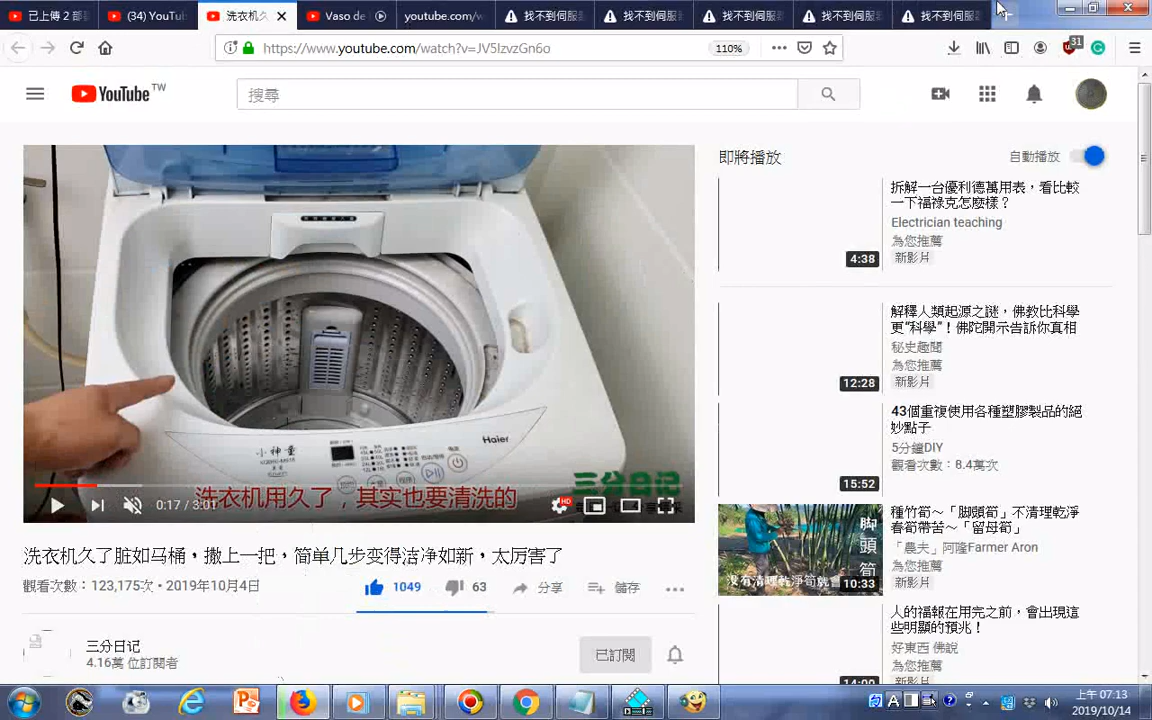 已上傳 2 部
(34) YouTu
洗衣机久
Vaso de
youtube.com/w
找不到伺服
找不到伺服
找不到伺服
找不到伺服
找不到伺服器
https://www.youtube.com/watch?v=JV5lzvzGn6o
110%
31
YouTube TW
搜尋
即將播放
自動播放
拆解一台優利德萬用表，看比較
一下福祿克怎麼樣？
Electrician teaching
為您推薦
新影片
4:38
解釋人類起源之謎，佛教比科學
更“科學”！佛陀開示告訴你真相
秘史趣聞
為您推薦
新影片
12:28
43個重複使用各種塑膠製品的絕
妙點子
5分鐘DIY
觀看次數：8.4萬次
15:52
種竹筍～「腳頭筍」不清理乾淨
春筍帶苦～「留母筍」
「農夫」阿隆Farmer Aron
為您推薦
新影片
腳頭筍
10:33
人的福報在用完之前，會出現這
些明顯的預兆！
好東西 佛說
為您推薦
新影片
14:00
Haier
小神童
三分日记
洗衣机用久了，其实也要清洗的
0:17 / 3:01
HD
洗衣机久了脏如马桶，撒上一把，简单几步变得洁净如新，太厉害了
觀看次數：123,175次 • 2019年10月4日
1049
63
分享
儲存
三分日记
4.16萬 位訂閱者
已訂閱
上午 07:13
2019/10/14